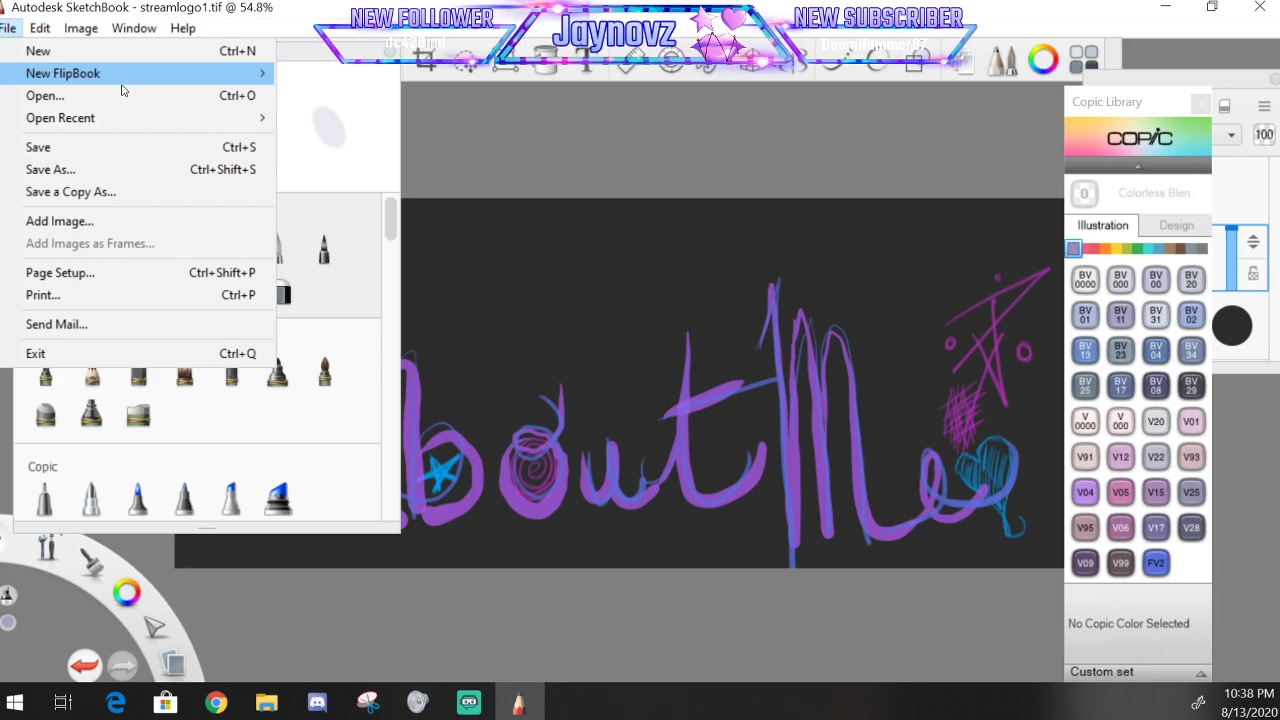 Autodesk SketchBook - streamlogo1.tif @ 54.8%
NEW FOLLOWER
Jaynovz
NEW SUBSCRIBER
File Edit Image Window Help
New Ctrl+N
New FlipBook
Open... Ctrl+O
Open Recent
Save Ctrl+S
Save As... Ctrl+Shift+S
Save a Copy As...
Add Image...
Add Images as Frames...
Page Setup... Ctrl+Shift+P
Print... Ctrl+P
Send Mail...
Exit Ctrl+Q
Copic
bout Me
Copic Library
COPIC
100
0 Colorless Blen..
Illustration Design
BV 0000 BV 000 BV 00 BV 20
BV 01 BV 11 BV 31 BV 02
BV 13 BV 23 BV 04 BV 34
BV 25 BV 17 BV 08 BV 29
V 0000 V 000 V20 V01
V91 V12 V22 V93
V04 V05 V15 V25
V95 V06 V17 V28
V09 V99 FV2
No Copic Color Selected
Custom set
10:38 PM
8/13/2020